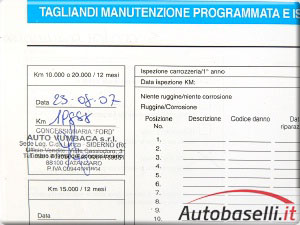 TAGLIANDI MANUTENZIONE PROGRAMMATA E IS
Km 10.000 o 20.000 / 12 mesi
Data 23-08-07
Km
CONCESSIONARIA "FORD"
AUTO VUMBACA s.r.l.
88100 CATANZARO
Km 15.000 / 12 mesi
Data
Ispezione carrozzeria/1° anno
Data ispezione KM:
Niente ruggine/niente corrosione
Ruggine/Corrosione
Posizione No. Descrizione Codice danno
1.
2.
3.
4.
5.
6.
7.
8.
9.
10.
Autobaselli.it